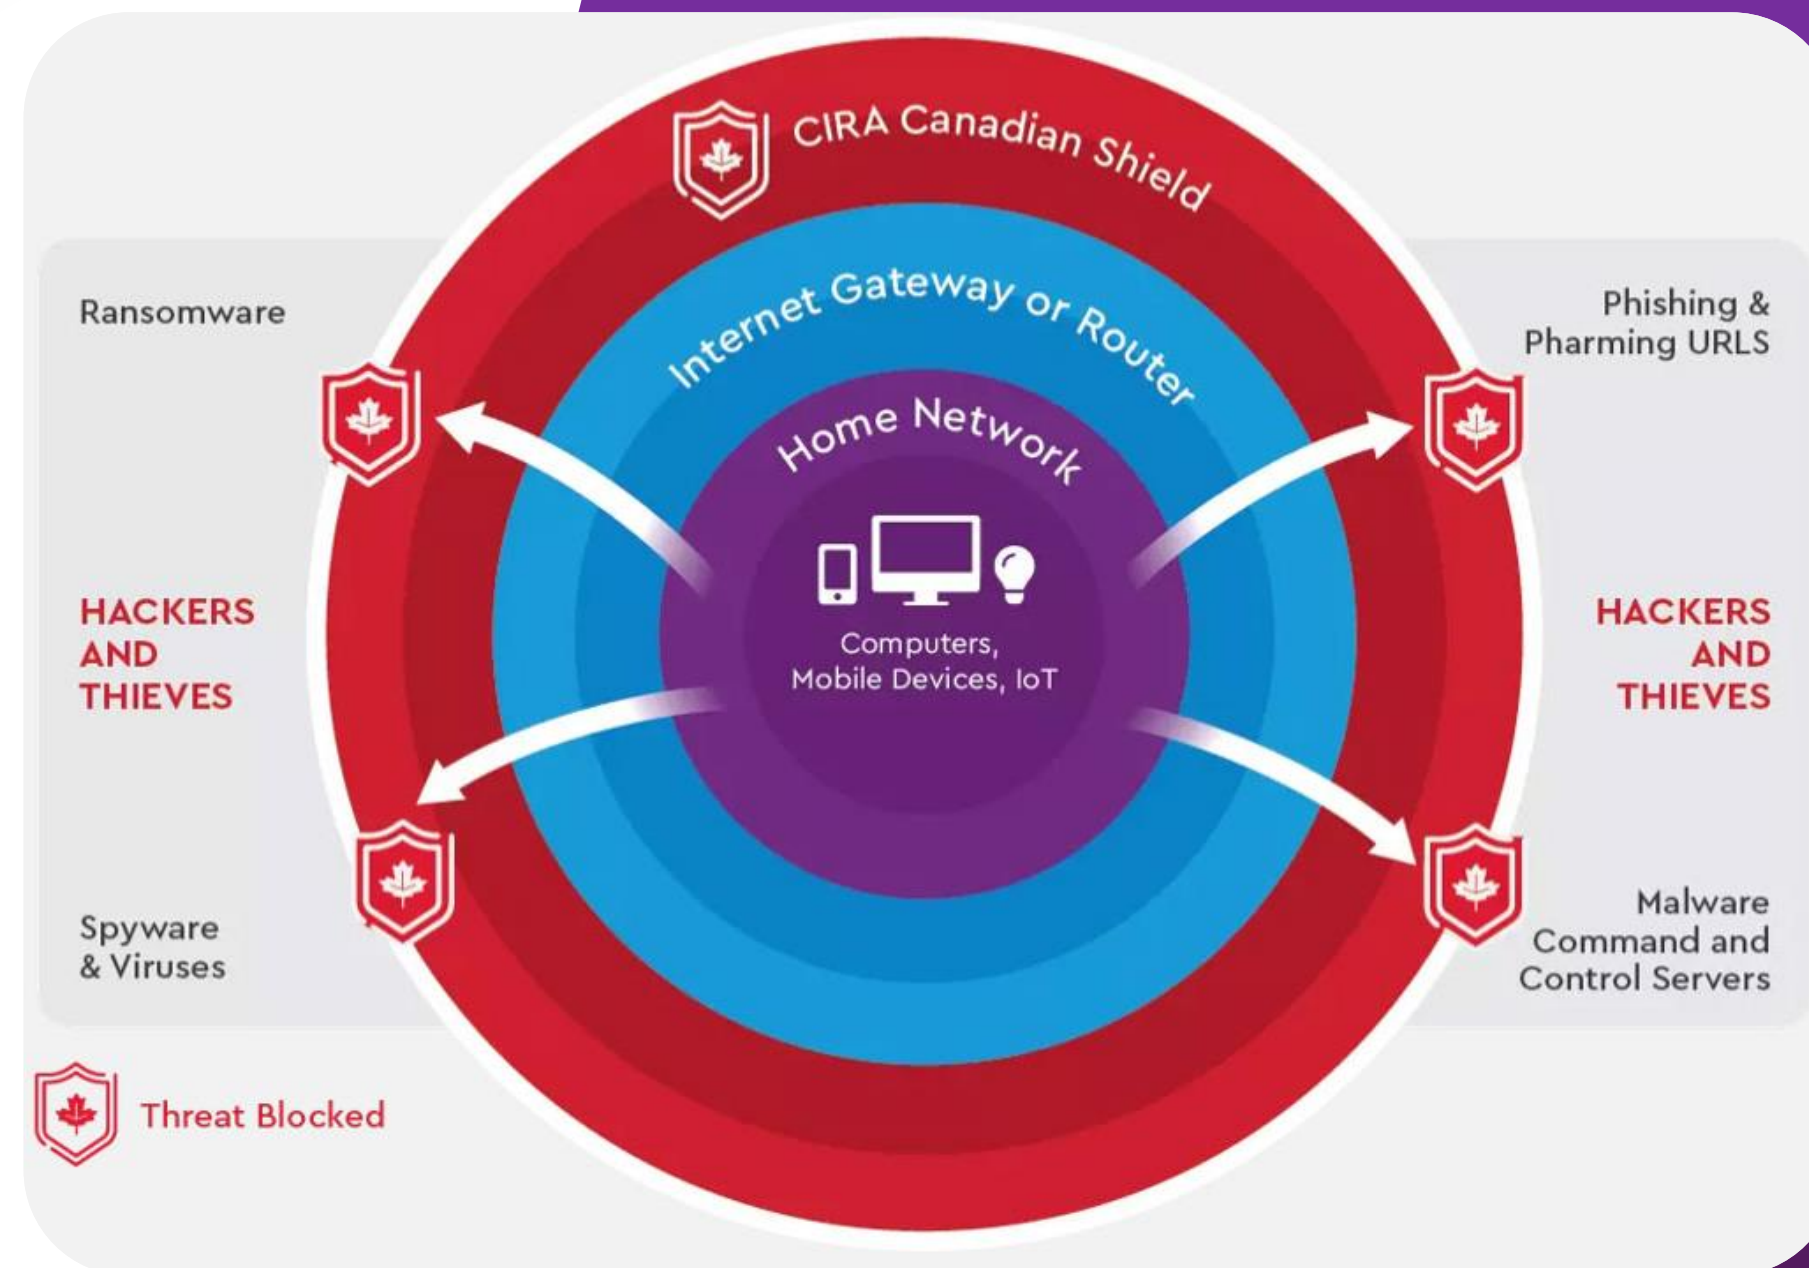 CIRA Canadian Shield
Internet Gateway or Router
Home Network
Computers,
Mobile Devices, IoT
Ransomware
HACKERS
AND
THIEVES
Spyware
& Viruses
Phishing &
Pharming URLS
HACKERS
AND
THIEVES
Malware
Command and
Control Servers
Threat Blocked